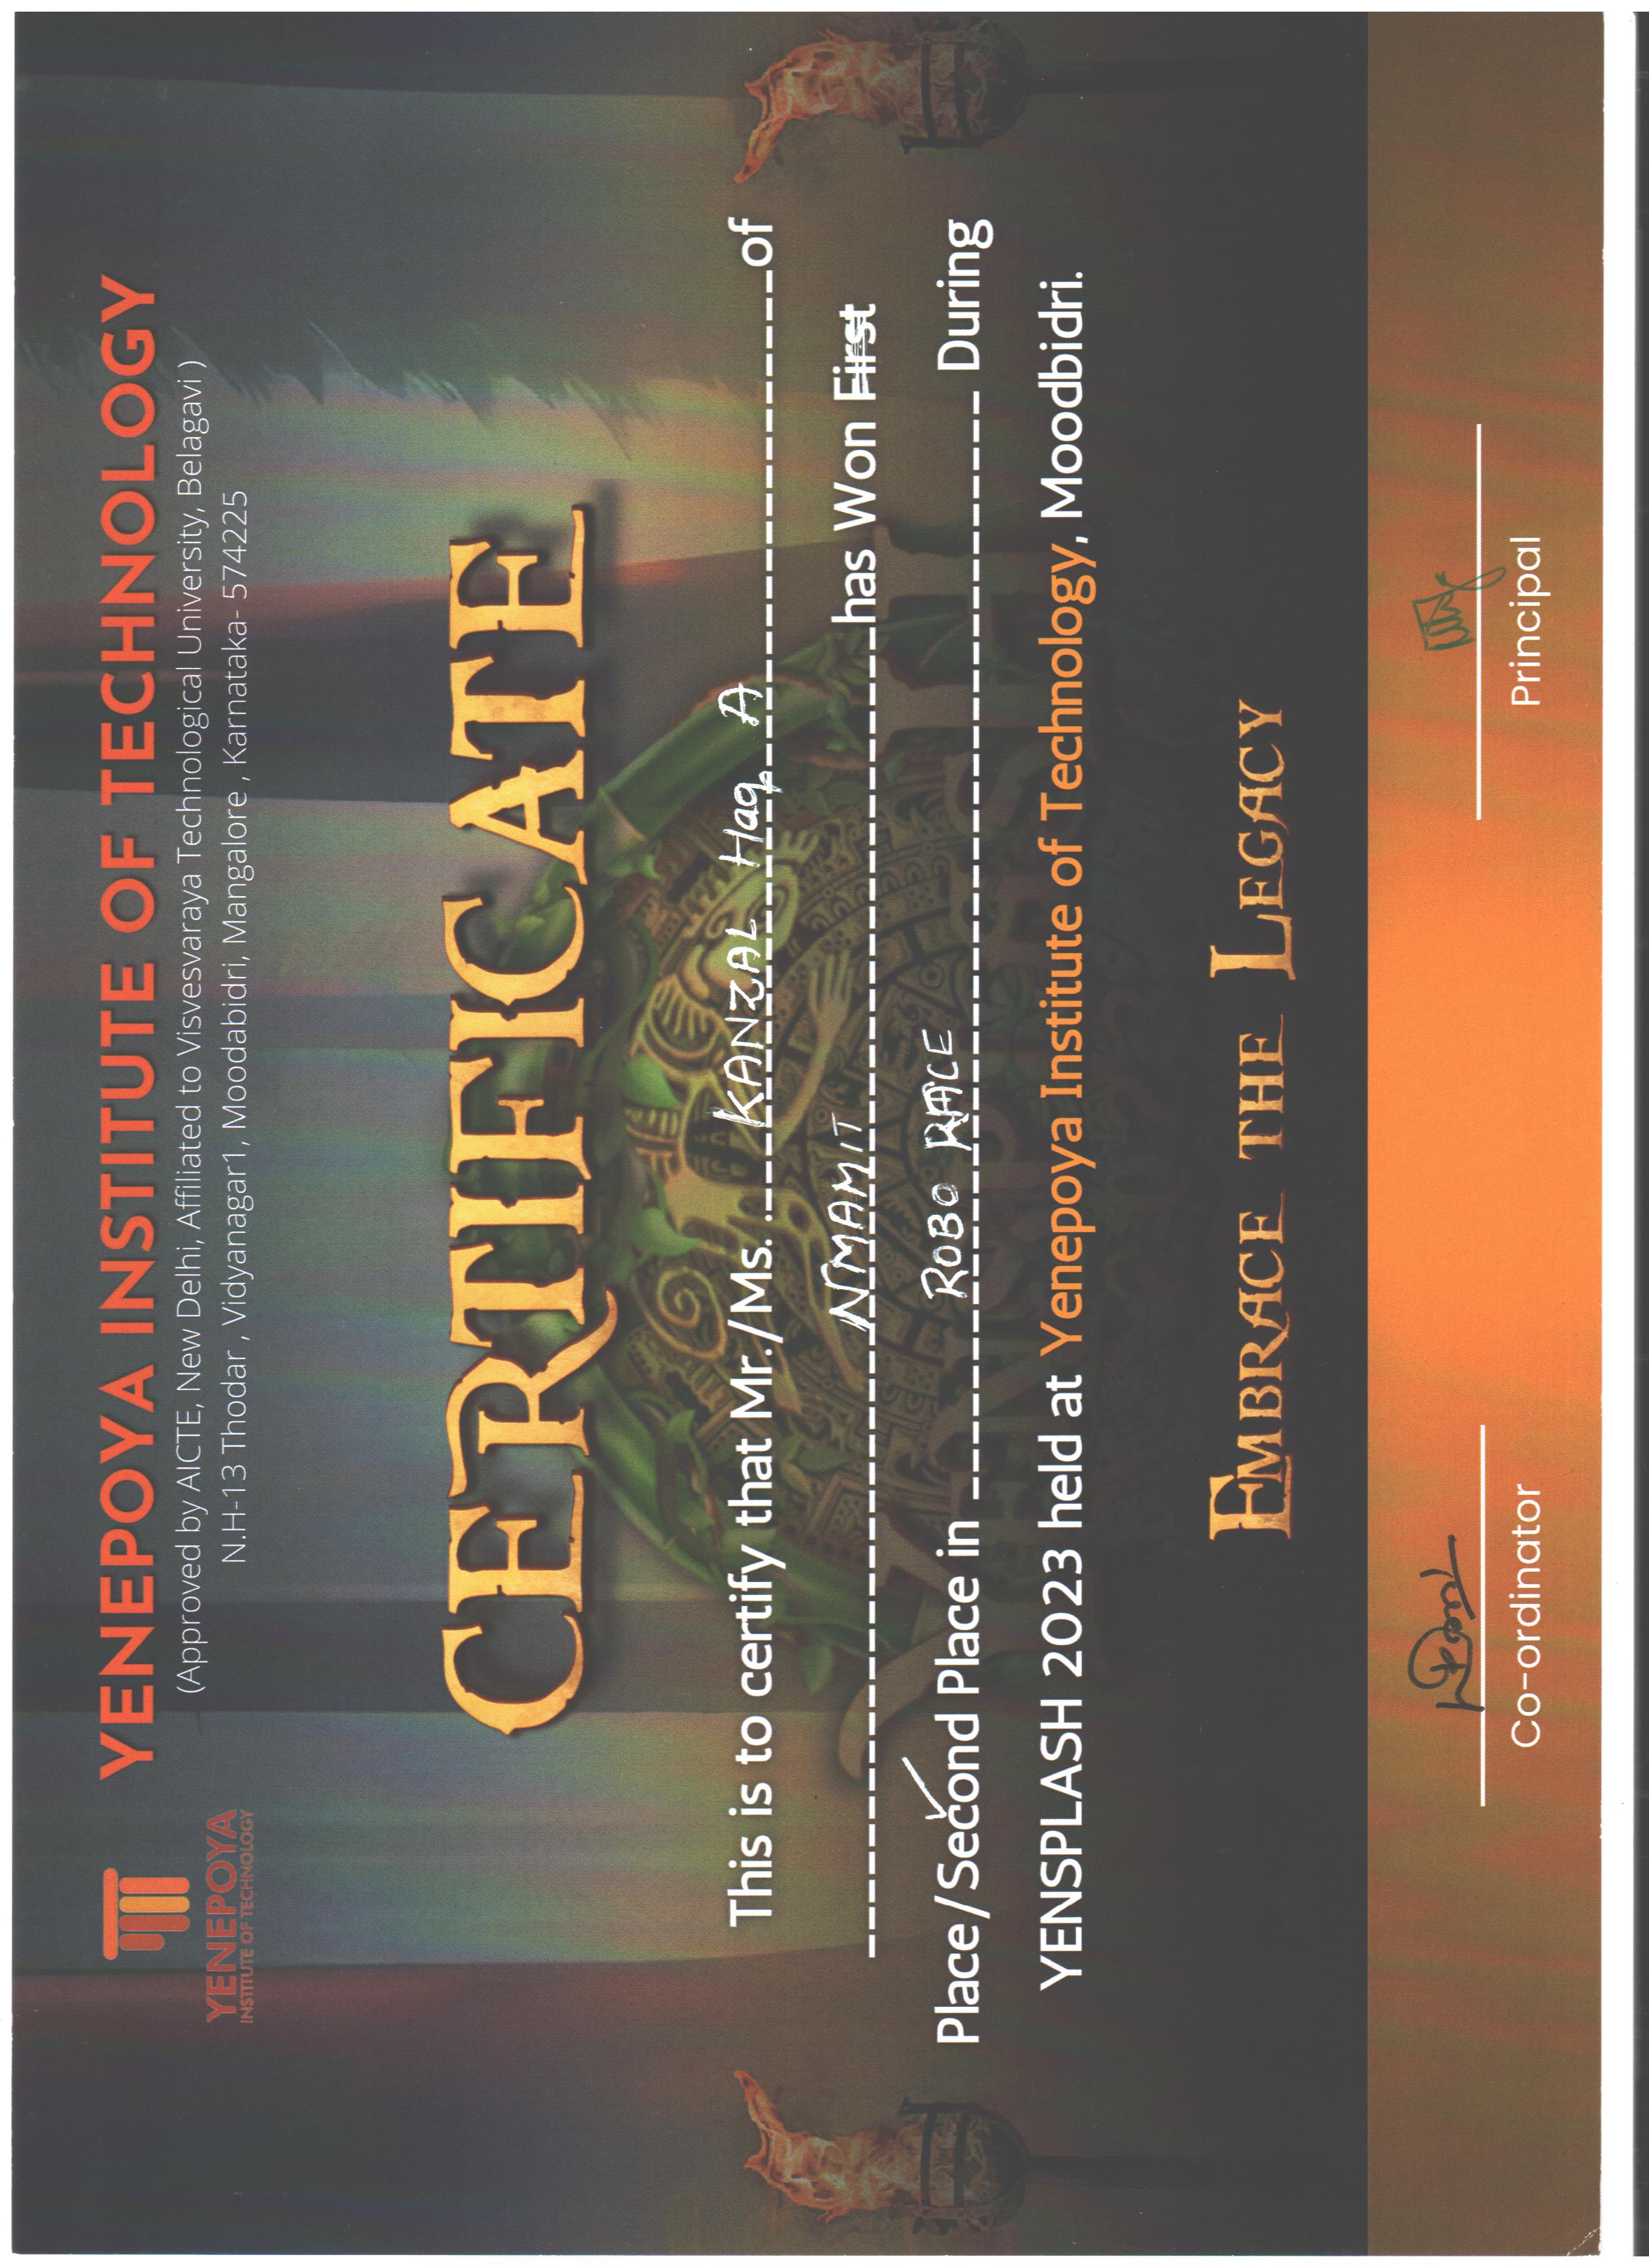 YENEPOYA INSTITUTE OF TECHNOLOGY
(Approved by AICTE, New Delhi, Affiliated to Visvesvaraya Technological University, Belagavi )
N.H-13 Thodar , Vidyanagar1, Moodabidri, Mangalore , Karnataka- 574225
YENEPOYA
INSTITUTE OF TECHNOLOGY
CERTIFICATE
This is to certify that Mr./Ms. KANZAL Haq A of
NMAMIT has Won First
Place/Second Place in ROBO RACE During
YENSPLASH 2023 held at Yenepoya Institute of Technology, Moodbidri.
EMBRACE THE LEGACY
Co-ordinator
Principal